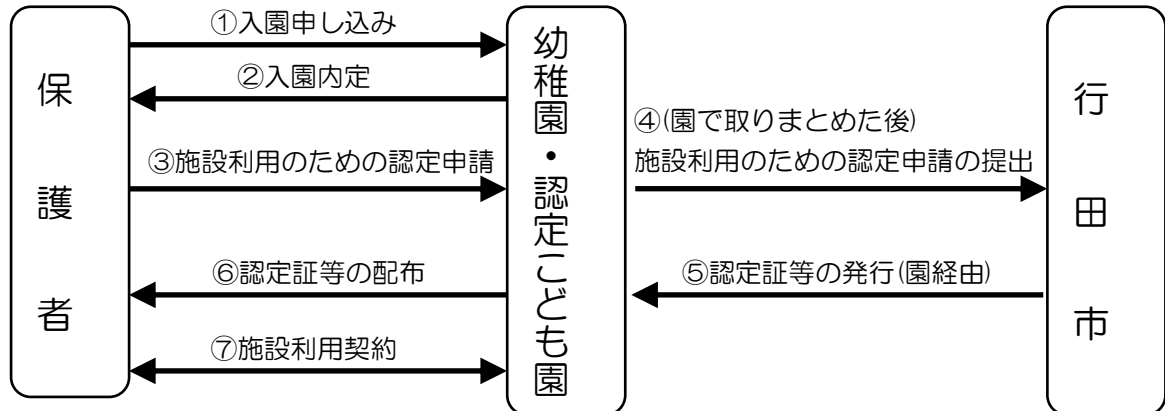 保護者
①入園申し込み
②入園内定
③施設利用のための認定申請
⑥認定証等の配布
⑦施設利用契約
幼稚園・認定こども園
④(園で取りまとめた後)
施設利用のための認定申請の提出
⑤認定証等の発行(園経由)
行田市